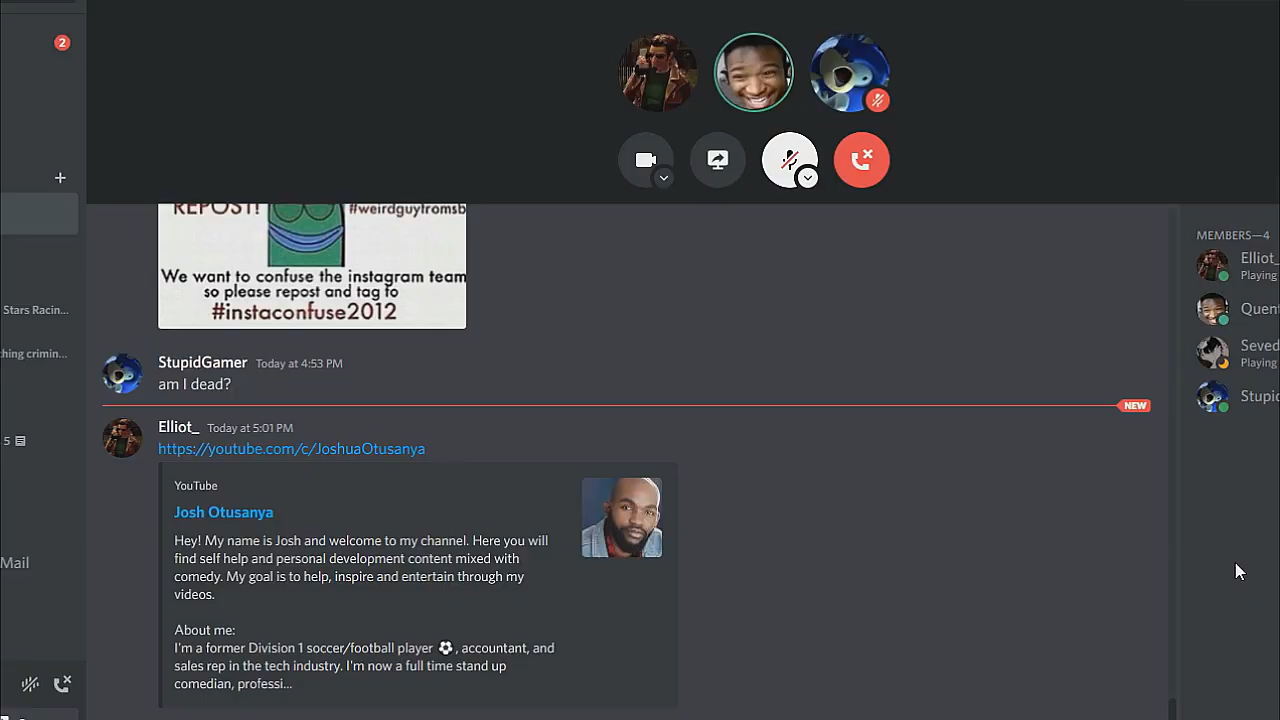 2
REPOST!
#weirdguyfromsb
We want to confuse the instagram team
so please repost and tag to
#instaconfuse2012
Stars Racin...
hing crimin...
5
Mail
StupidGamer Today at 4:53 PM
am I dead?
NEW
Elliot_ Today at 5:01 PM
https://youtube.com/c/JoshuaOtusanya
YouTube
Josh Otusanya
Hey! My name is Josh and welcome to my channel. Here you will
find self help and personal development content mixed with
comedy. My goal is to help, inspire and entertain through my
videos.
About me:
I'm a former Division 1 soccer/football player ⚽, accountant, and
sales rep in the tech industry. I'm now a full time stand up
comedian, professi...
MEMBERS—4
Elliot_
Playing
Quent
Seved
Playing
Stupid